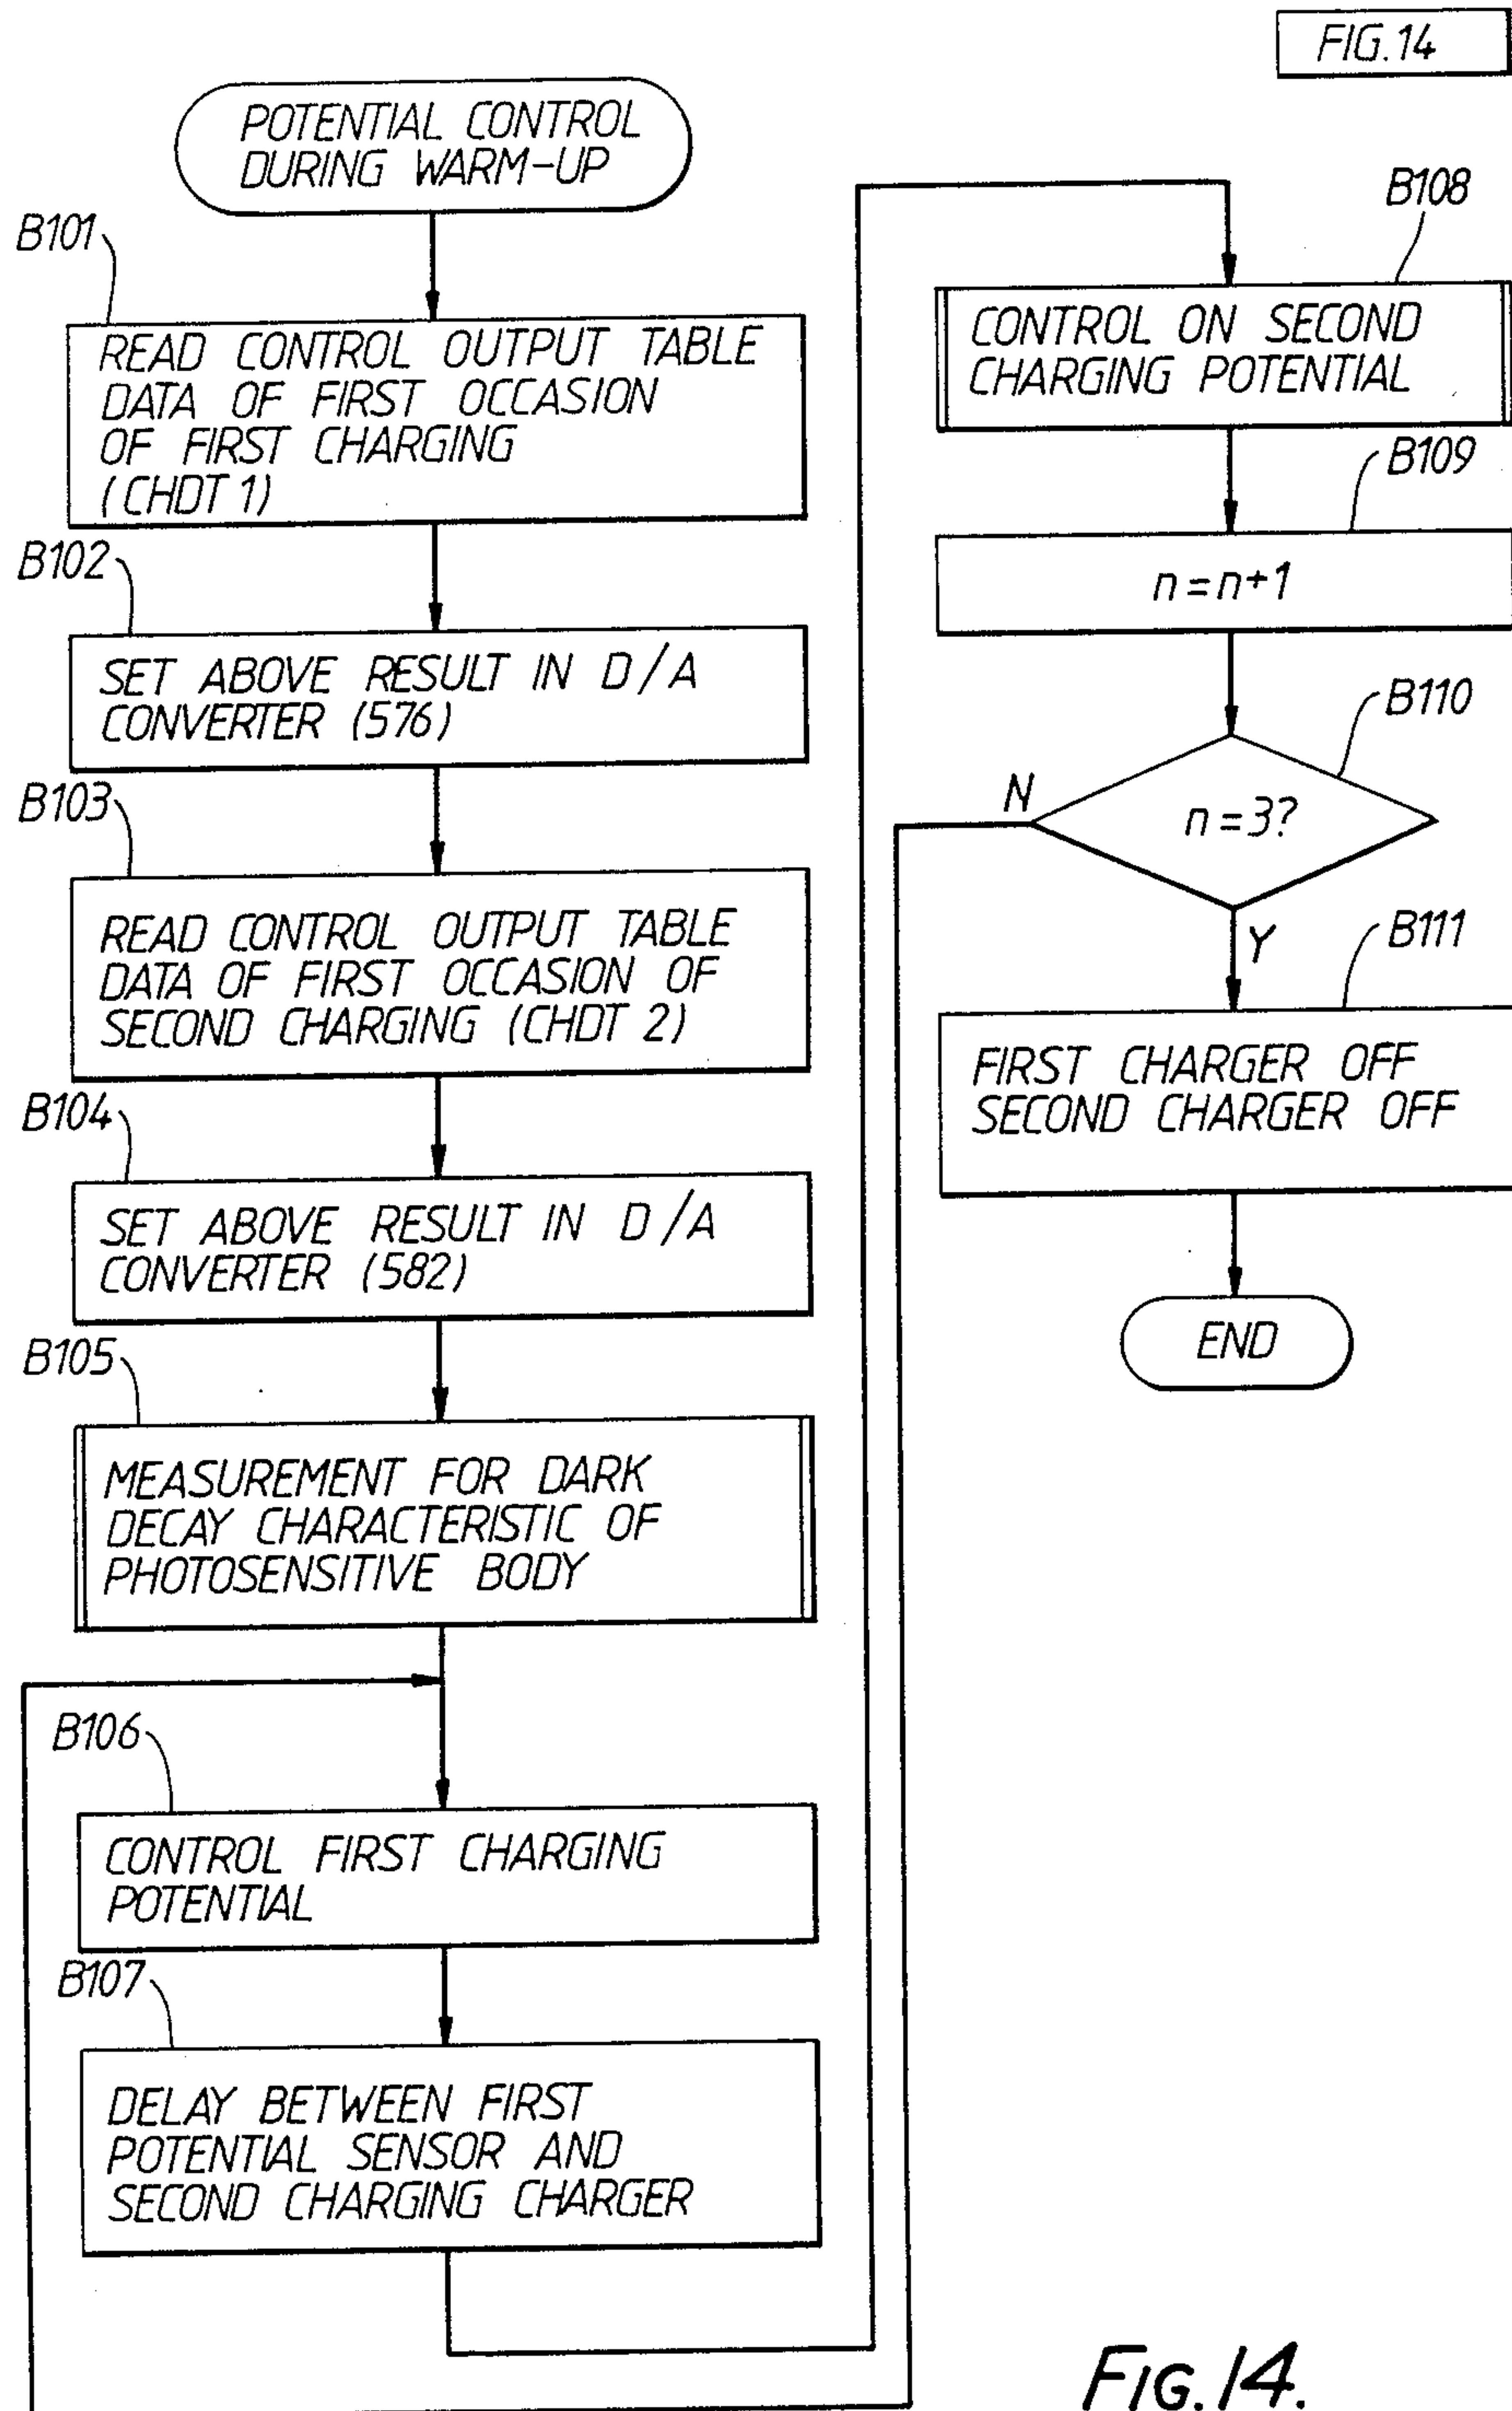 FIG.14
POTENTIAL CONTROL
DURING WARM-UP
B101
READ CONTROL OUTPUT TABLE
DATA OF FIRST OCCASION
OF FIRST CHARGING
(CHDT 1)
B102
SET ABOVE RESULT IN D/A
CONVERTER (576)
B103
READ CONTROL OUTPUT TABLE
DATA OF FIRST OCCASION OF
SECOND CHARGING (CHDT 2)
B104
SET ABOVE RESULT IN D/A
CONVERTER (582)
B105
MEASUREMENT FOR DARK
DECAY CHARACTERISTIC OF
PHOTOSENSITIVE BODY
B106
CONTROL FIRST CHARGING
POTENTIAL
B107
DELAY BETWEEN FIRST
POTENTIAL SENSOR AND
SECOND CHARGING CHARGER
B108
CONTROL ON SECOND
CHARGING POTENTIAL
B109
n=n+1
B110
N
n=3?
Y
B111
FIRST CHARGER OFF
SECOND CHARGER OFF
END
FIG.14.